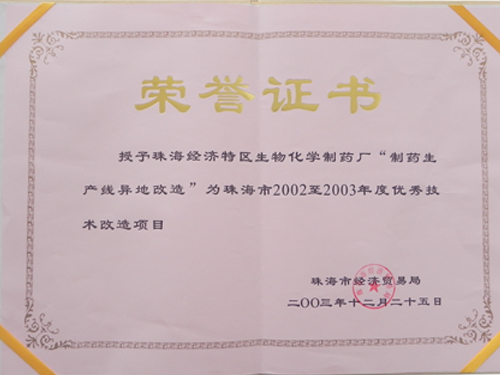 荣誉证书
授予珠海经济特区生物化学制药厂“制药生
产线异地改造”为珠海市2002至2003年度优秀技
术改造项目
珠海市经济贸易局
二〇〇三年十二月二十五日